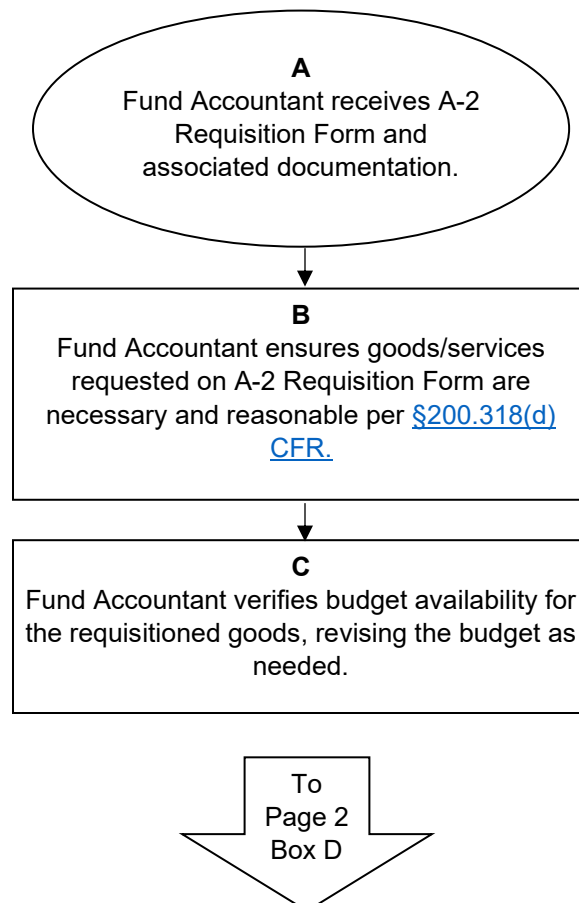 A
Fund Accountant receives A-2
Requisition Form and
associated documentation.
B
Fund Accountant ensures goods/services
requested on A-2 Requisition Form are
necessary and reasonable per §200.318(d)
CFR.
C
Fund Accountant verifies budget availability for
the requisitioned goods, revising the budget as
needed.
To
Page 2
Box D